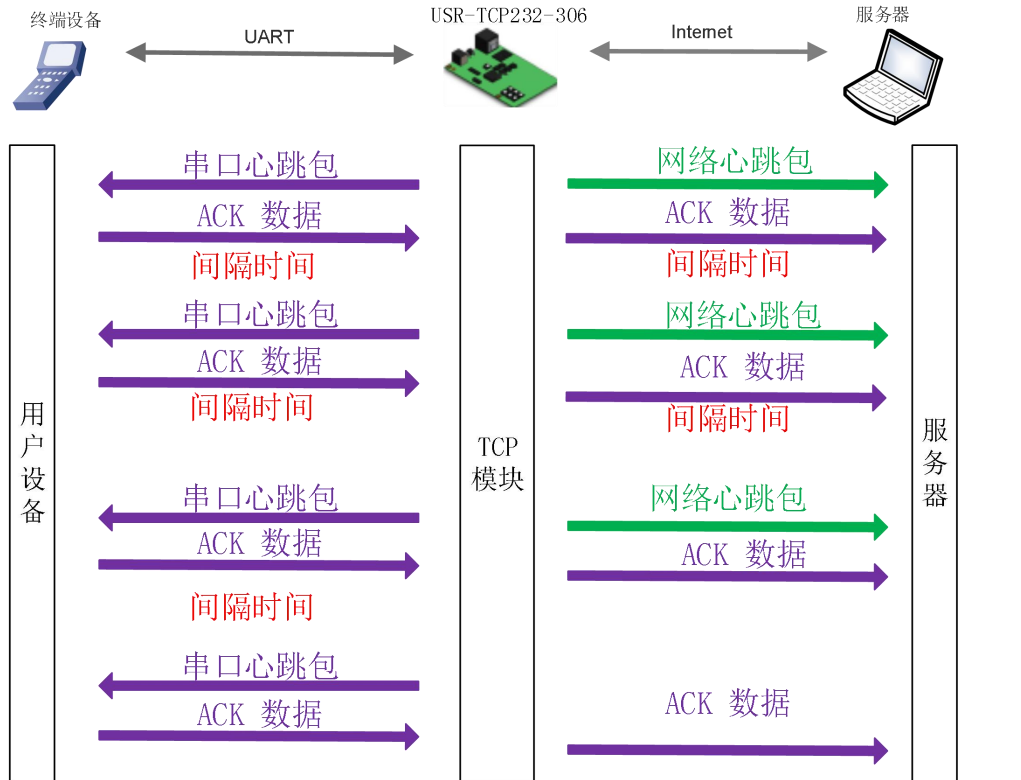 终端设备
USR-TCP232-306
服务器
UART
Internet
串口心跳包
网络心跳包
ACK 数据
ACK 数据
间隔时间
间隔时间
串口心跳包
网络心跳包
ACK 数据
ACK 数据
间隔时间
间隔时间
用户设备
TCP
模块
服务器
串口心跳包
网络心跳包
ACK 数据
ACK 数据
间隔时间
串口心跳包
ACK 数据
ACK 数据